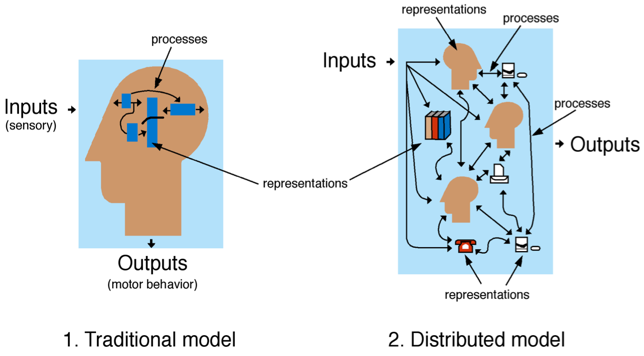 processes
Inputs
(sensory)
representations
Outputs
(motor behavior)
1. Traditional model
representations
processes
Inputs
processes
Outputs
representations
2. Distributed model